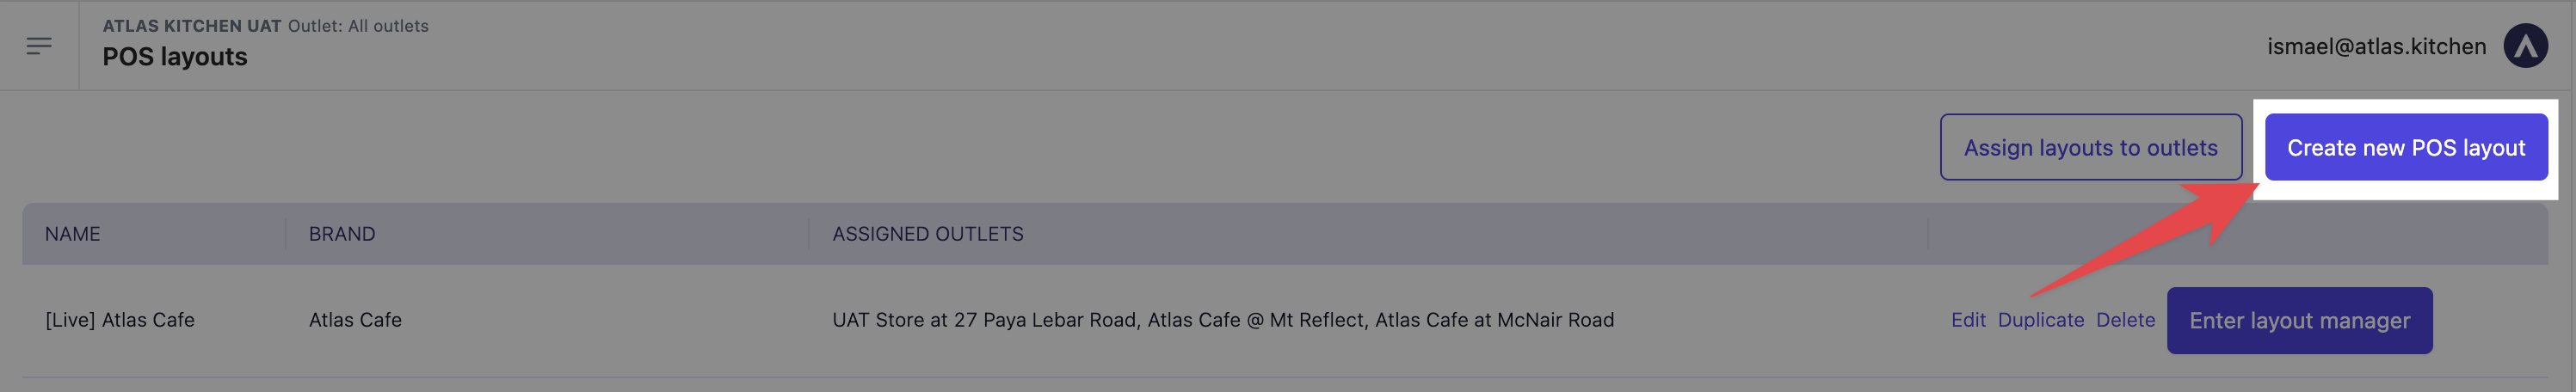 ATLAS KITCHEN UAT Outlet: All outlets
POS layouts
ismael@atlas.kitchen
Assign layouts to outlets
Create new POS layout
NAME
BRAND
ASSIGNED OUTLETS
[Live] Atlas Cafe
Atlas Cafe
UAT Store at 27 Paya Lebar Road, Atlas Cafe @ Mt Reflect, Atlas Cafe at McNair Road
Edit Duplicate Delete
Enter layout manager